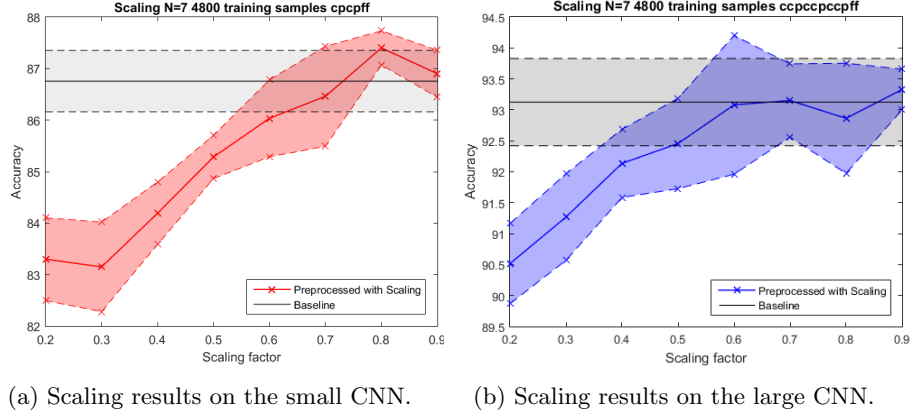 Scaling N=7 4800 training samples cpcpff
88
87
86
85
84
83
82
Accuracy
0.2 0.3 0.4 0.5 0.6 0.7 0.8 0.9
Scaling factor
Preprocessed with Scaling
Baseline
(a) Scaling results on the small CNN.
Scaling N=7 4800 training samples ccpccpccpff
94.5
94
93.5
93
92.5
92
91.5
91
90.5
90
89.5
Accuracy
0.2 0.3 0.4 0.5 0.6 0.7 0.8 0.9
Scaling factor
Preprocessed with Scaling
Baseline
(b) Scaling results on the large CNN.